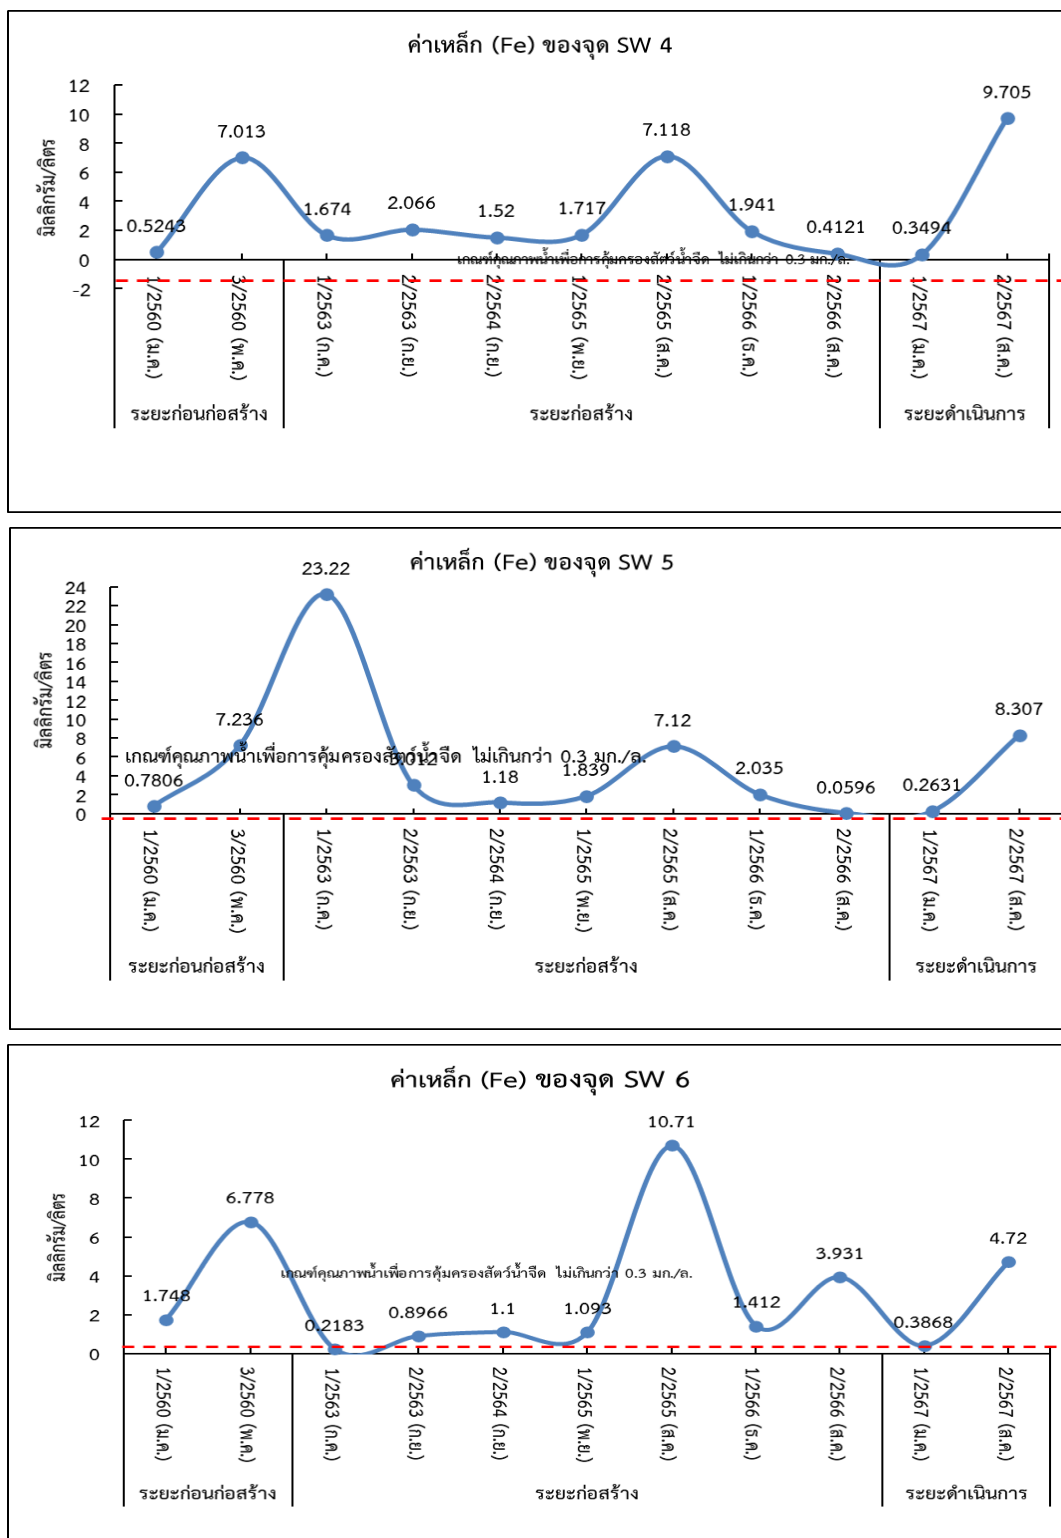 ค่าเหล็ก (Fe) ของจุด SW 4
มิลลิกรัม/ลิตร
12
10
8
6
4
2
0
-2
0.5243
7.013
1.674
2.066
1.52
1.717
7.118
1.941
0.4121
0.3494
9.705
เกณฑ์คุณภาพน้ำเพื่อการคุ้มครองสัตว์น้ำจืด ไม่เกินกว่า 0.3 มก./ล.
1/2560 (ม.ค.)
3/2560 (พ.ค.)
1/2563 (ก.ค.)
2/2563 (ก.ย.)
2/2564 (ก.ย.)
1/2565 (พ.ย.)
2/2565 (ส.ค.)
1/2566 (ธ.ค.)
2/2566 (ส.ค.)
1/2567 (ม.ค.)
2/2567 (ส.ค.)
ระยะก่อนก่อสร้าง
ระยะก่อสร้าง
ระยะดำเนินการ
ค่าเหล็ก (Fe) ของจุด SW 5
มิลลิกรัม/ลิตร
24
22
20
18
16
14
12
10
8
6
4
2
0
0.7806
7.236
23.22
3.012
1.18
1.839
7.12
2.035
0.0596
0.2631
8.307
เกณฑ์คุณภาพน้ำเพื่อการคุ้มครองสัตว์น้ำจืด ไม่เกินกว่า 0.3 มก./ล.
1/2560 (ม.ค.)
3/2560 (พ.ค.)
1/2563 (ก.ค.)
2/2563 (ก.ย.)
2/2564 (ก.ย.)
1/2565 (พ.ย.)
2/2565 (ส.ค.)
1/2566 (ธ.ค.)
2/2566 (ส.ค.)
1/2567 (ม.ค.)
2/2567 (ส.ค.)
ระยะก่อนก่อสร้าง
ระยะก่อสร้าง
ระยะดำเนินการ
ค่าเหล็ก (Fe) ของจุด SW 6
มิลลิกรัม/ลิตร
12
10
8
6
4
2
0
1.748
6.778
0.2183
0.8966
1.1
1.093
10.71
1.412
3.931
0.3868
4.72
เกณฑ์คุณภาพน้ำเพื่อการคุ้มครองสัตว์น้ำจืด ไม่เกินกว่า 0.3 มก./ล.
1/2560 (ม.ค.)
3/2560 (พ.ค.)
1/2563 (ก.ค.)
2/2563 (ก.ย.)
2/2564 (ก.ย.)
1/2565 (พ.ย.)
2/2565 (ส.ค.)
1/2566 (ธ.ค.)
2/2566 (ส.ค.)
1/2567 (ม.ค.)
2/2567 (ส.ค.)
ระยะก่อนก่อสร้าง
ระยะก่อสร้าง
ระยะดำเนินการ